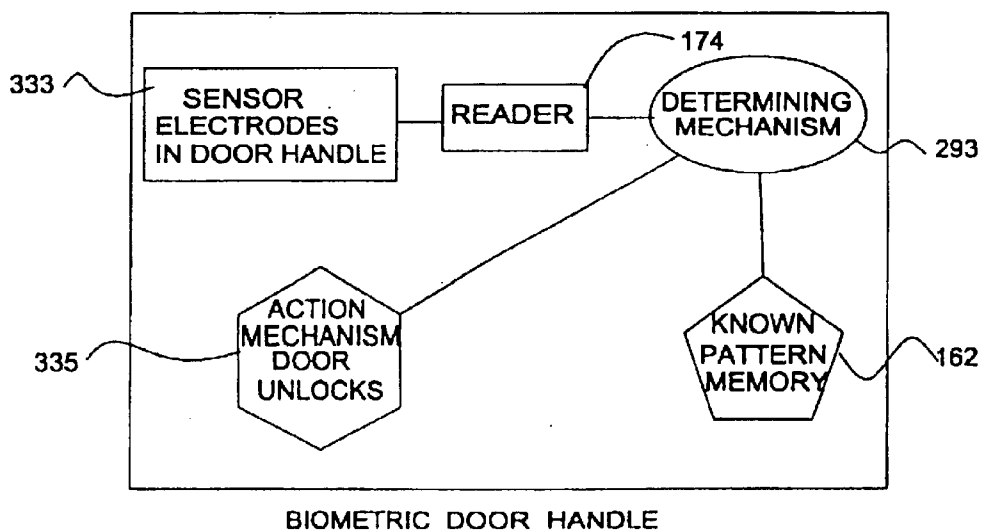 174
333
SENSOR
ELECTRODES
IN DOOR HANDLE
READER
DETERMINING
MECHANISM
293
ACTION
MECHANISM
DOOR
UNLOCKS
335
KNOWN
PATTERN
MEMORY
162
BIOMETRIC DOOR HANDLE